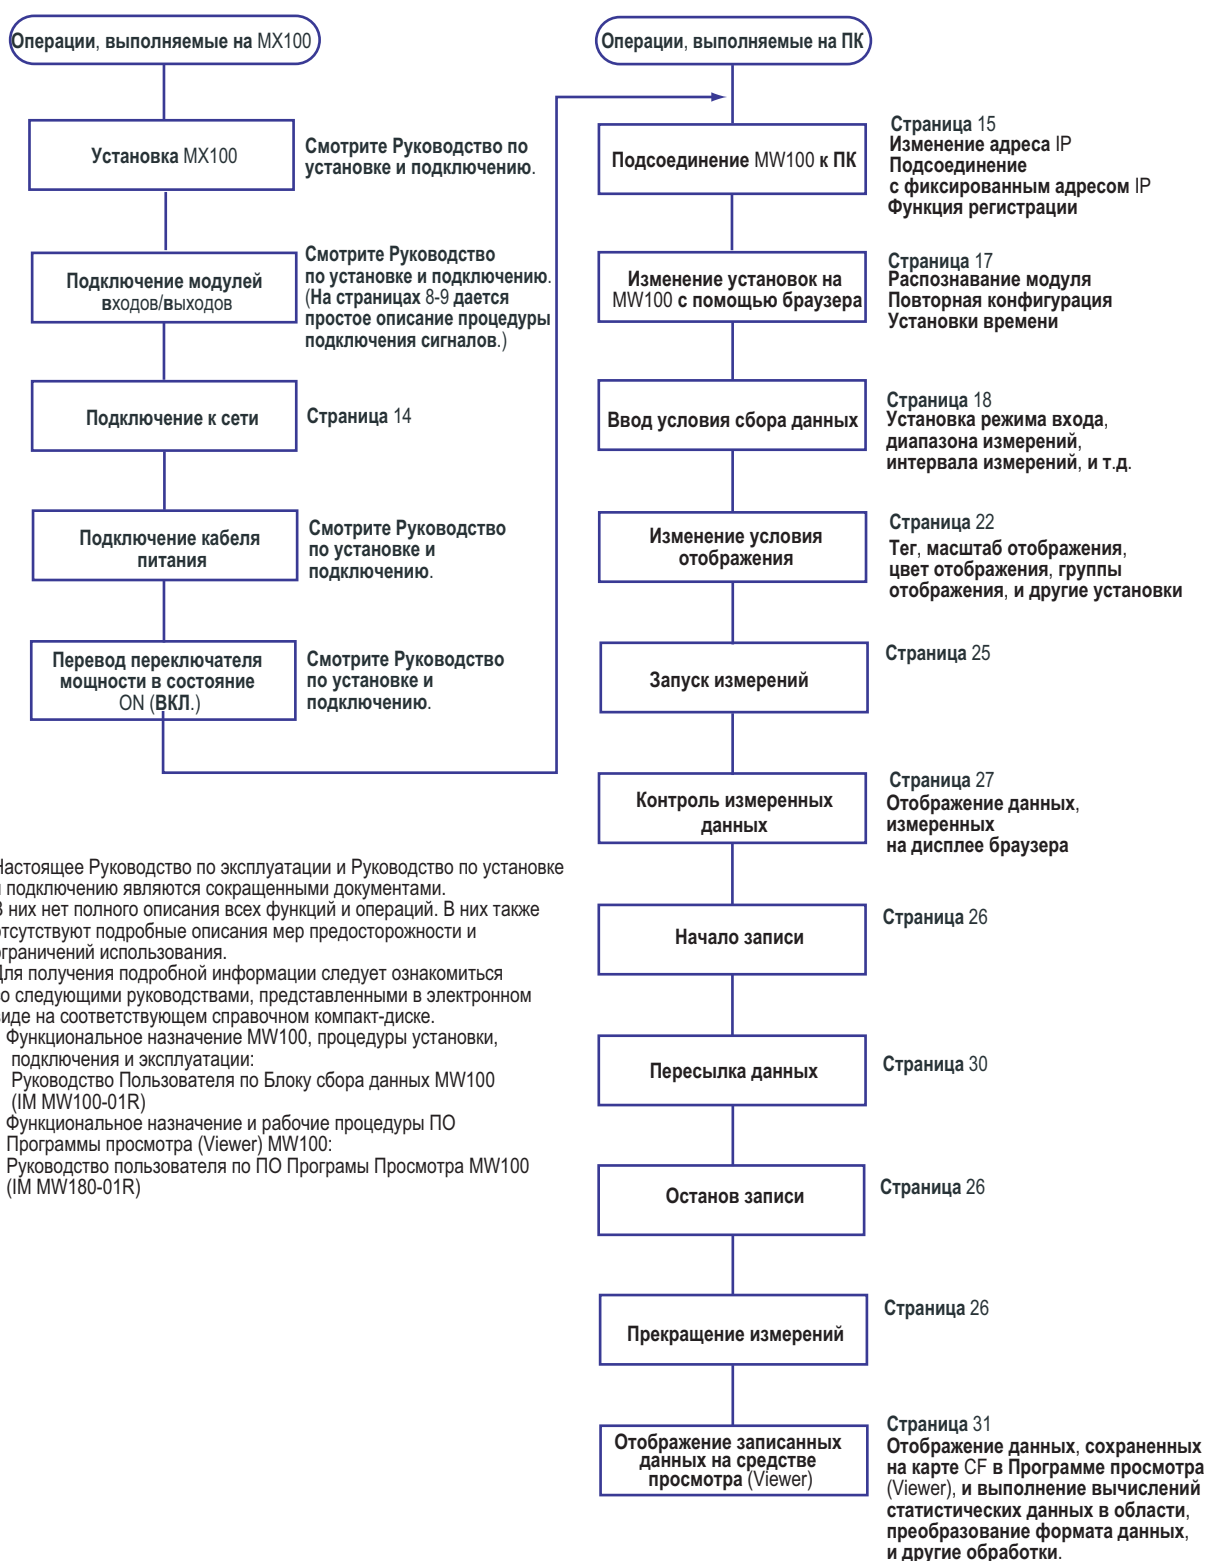 Операции, выполняемые на MX100
Установка MX100
Смотрите Руководство по
установке и подключению.
Подключение модулей
входов/выходов
Смотрите Руководство
по установке и подключению.
(На страницах 8-9 дается
простое описание процедуры
подключения сигналов.)
Подключение к сети
Страница 14
Подключение кабеля
питания
Смотрите Руководство
по установке и
подключению.
Перевод переключателя
мощности в состояние
ON (ВКЛ.)
Смотрите Руководство
по установке и
подключению.
Операции, выполняемые на ПК
Подсоединение MW100 к ПК
Страница 15
Изменение адреса IP
Подсоединение
с фиксированным адресом IP
Функция регистрации
Изменение установок на
MW100 с помощью браузера
Страница 17
Распознавание модуля
Повторная конфигурация
Установки времени
Ввод условия сбора данных
Страница 18
Установка режима входа,
диапазона измерений,
интервала измерений, и т.д.
Изменение условия
отображения
Страница 22
Тег, масштаб отображения,
цвет отображения, группы
отображения, и другие установки
Запуск измерений
Страница 25
Контроль измеренных
данных
Страница 27
Отображение данных,
измеренных
на дисплее браузера
Начало записи
Страница 26
Пересылка данных
Страница 30
Останов записи
Страница 26
Прекращение измерений
Страница 26
Отображение записанных
данных на средстве
просмотра (Viewer)
Страница 31
Отображение данных, сохраненных
на карте CF в Программе просмотра
(Viewer), и выполнение вычислений
статистических данных в области,
преобразование формата данных,
и другие обработки.
Настоящее Руководство по эксплуатации и Руководство по установке
и подключению являются сокращенными документами.
В них нет полного описания всех функций и операций. В них также
отсутствуют подробные описания мер предосторожности и
ограничений использования.
Для получения подробной информации следует ознакомиться
со следующими руководствами, представленными в электронном
виде на соответствующем справочном компакт-диске.
Функциональное назначение MW100, процедуры установки,
подключения и эксплуатации:
Руководство Пользователя по Блоку сбора данных MW100
(IM MW100-01R)
Функциональное назначение и рабочие процедуры ПО
Программы просмотра (Viewer) MW100:
Руководство пользователя по ПО Програмы Просмотра MW100
(IM MW180-01R)